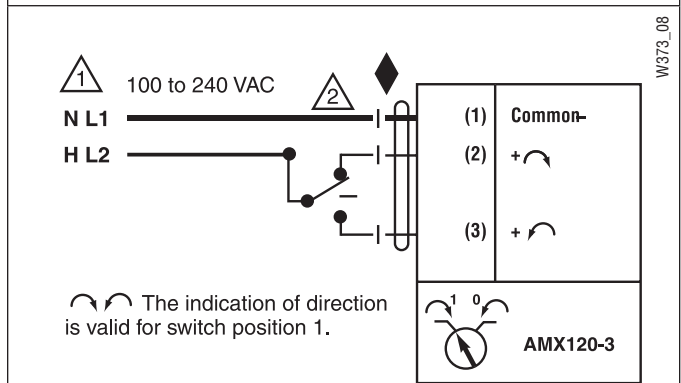 W373_08
1
100 to 240 VAC
2
N L1
H L2
(1) Common–
(2) +
(3) +
The indication of direction
is valid for switch position 1.
1 0
AMX120-3